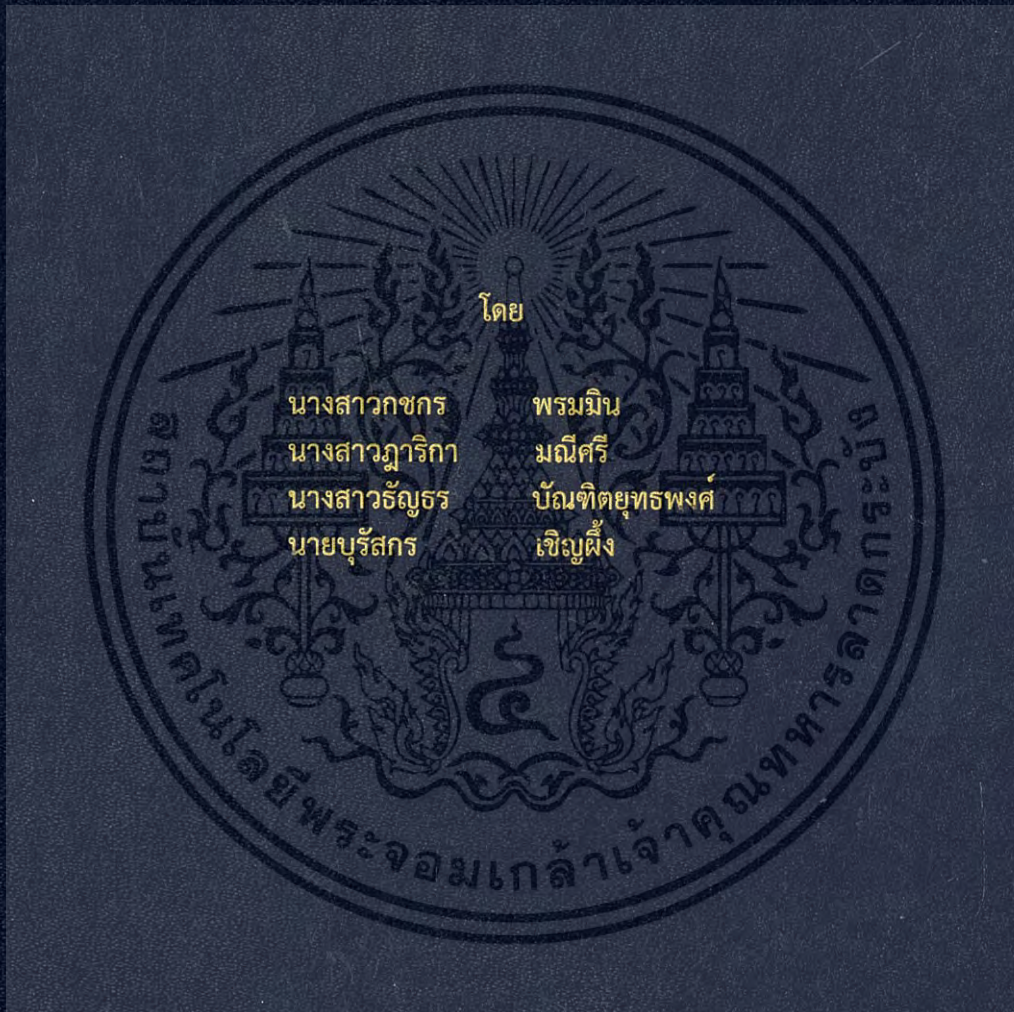 โดย
นางสาวกชกร พรมมิน
นางสาวฎาริกา มณีศรี
นางสาวธัญธร บัณฑิตยุทธพงศ์
นายบุรัสกร เชิญผึ้ง
สถาบันเทคโนโลยีพระจอมเกล้าเจ้าคุณทหารลาดกระบัง
๔